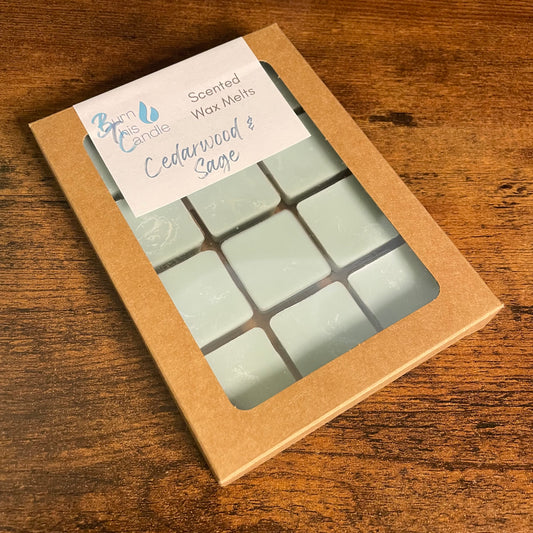 Burn
This
Candle
Scented
Wax Melts
Cedarwood &
Sage